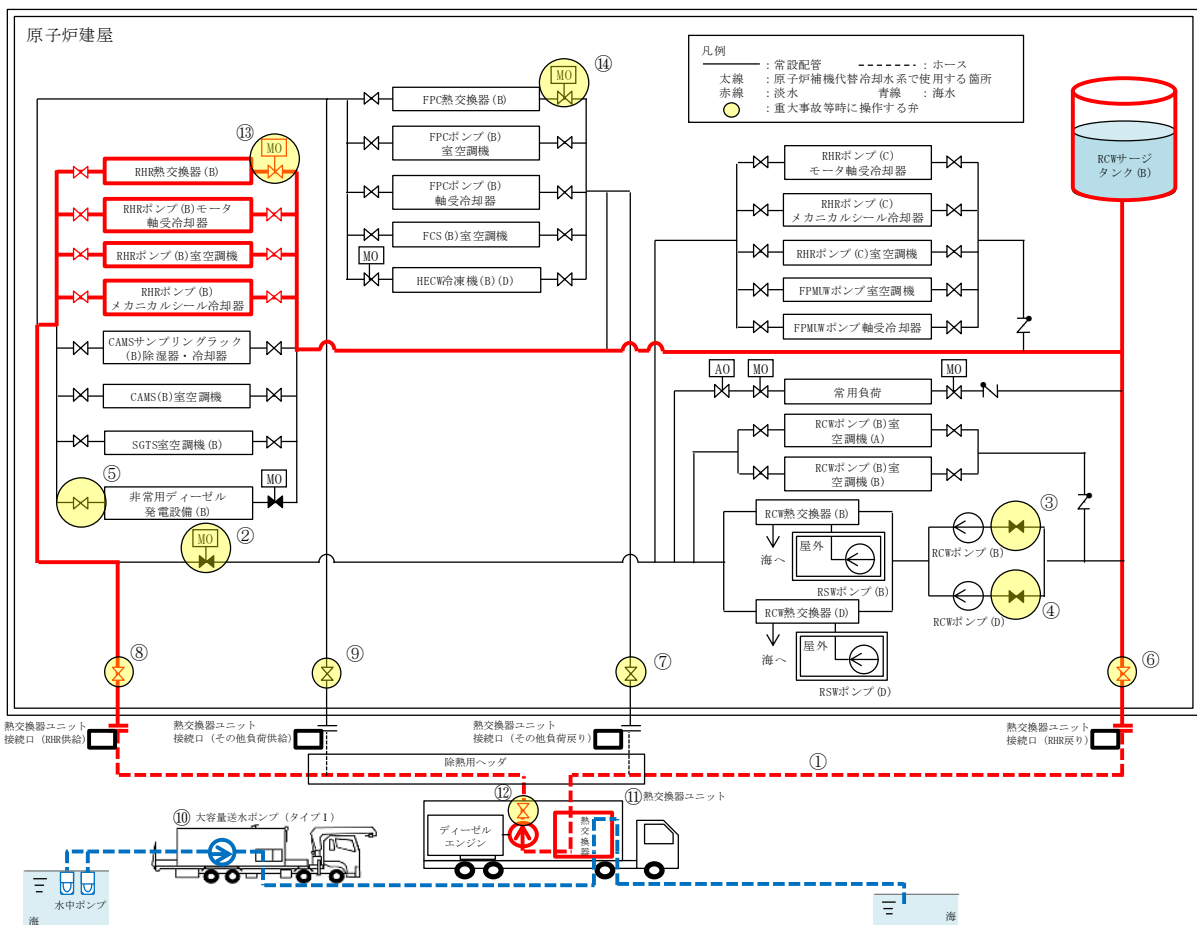 原子炉建屋
凡例
：常設配管
：ホース
太線
：原子炉補機代替冷却水系で使用する箇所
赤線
：淡水
青線
：海水
：重大事故等時に操作する弁
⑭
MO
FPC熱交換器(B)
FPCポンプ(B)
室空調機
FPCポンプ(B)
軸受冷却器
FCS(B)室空調機
MO
HECW冷凍機(B)(D)
⑬
MO
RHR熱交換器(B)
RHRポンプ(B)モータ
軸受冷却器
RHRポンプ(B)室空調機
RHRポンプ(B)
メカニカルシール冷却器
CAMSサンプリングラック
(B)除湿器・冷却器
CAMS(B)室空調機
SGTS室空調機(B)
⑤
非常用ディーゼル
発電設備(B)
MO
②
MO
RHRポンプ(C)
モータ軸受冷却器
RHRポンプ(C)
メカニカルシール冷却器
RHRポンプ(C)室空調機
FPMUWポンプ室空調機
FPMUWポンプ軸受冷却器
RCWサージ
タンク(B)
AO
MO
常用負荷
MO
RCWポンプ(B)室
空調機(A)
RCWポンプ(B)室
空調機(B)
RCW熱交換器(B)
海へ
屋外
RSWポンプ(B)
RCW熱交換器(D)
海へ
屋外
RSWポンプ(D)
③
RCWポンプ(B)
④
RCWポンプ(D)
⑧
⑨
⑦
⑥
熱交換器ユニット
接続口（RHR供給）
熱交換器ユニット
接続口（その他負荷供給）
熱交換器ユニット
接続口（その他負荷戻り）
熱交換器ユニット
接続口（RHR戻り）
除熱用ヘッダ
①
⑩ 大容量送水ポンプ（タイプⅠ）
⑫
⑪ 熱交換器ユニット
ディーゼル
エンジン
熱交換器
水中ポンプ
海
海